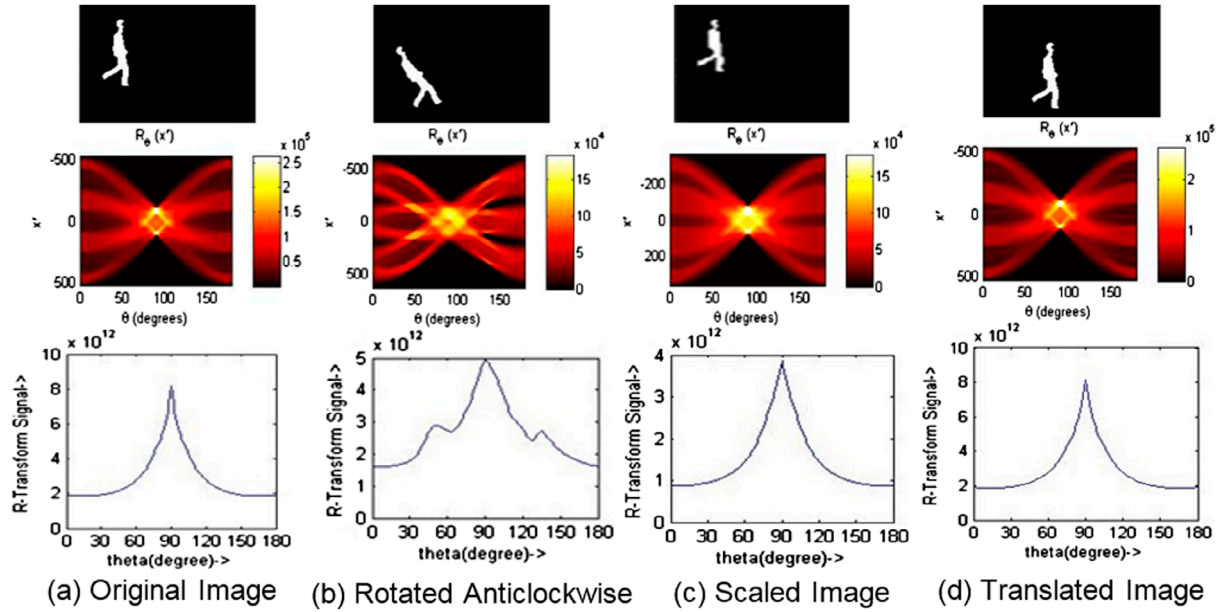 R_θ (x')
x 10^5
-500
0
500
x'
0 50 100 150
θ (degrees)
2.5
2
1.5
1
0.5
x 10^12
10
8
6
4
2
0
R-Transform Signal->
0 30 60 90 120 150 180
theta(degree)->
(a) Original Image
R_θ (x')
x 10^4
-500
0
500
x'
0 50 100 150
θ (degrees)
15
10
5
0
x 10^12
5
4
3
2
1
0
R-Transform Signal->
0 30 60 90 120 150 180
theta(degree)->
(b) Rotated Anticlockwise
R_θ (x')
x 10^4
-200
0
200
x'
0 50 100 150
θ (degrees)
15
10
5
0
x 10^12
4
3
2
1
0
R-Transform Signal->
0 30 60 90 120 150 180
theta(degree)->
(c) Scaled Image
R_θ (x')
x 10^5
-500
0
500
x'
0 50 100 150
θ (degrees)
2
1
0
x 10^12
10
8
6
4
2
0
R-Transform Signal->
0 30 60 90 120 150 180
theta(degree)->
(d) Translated Image